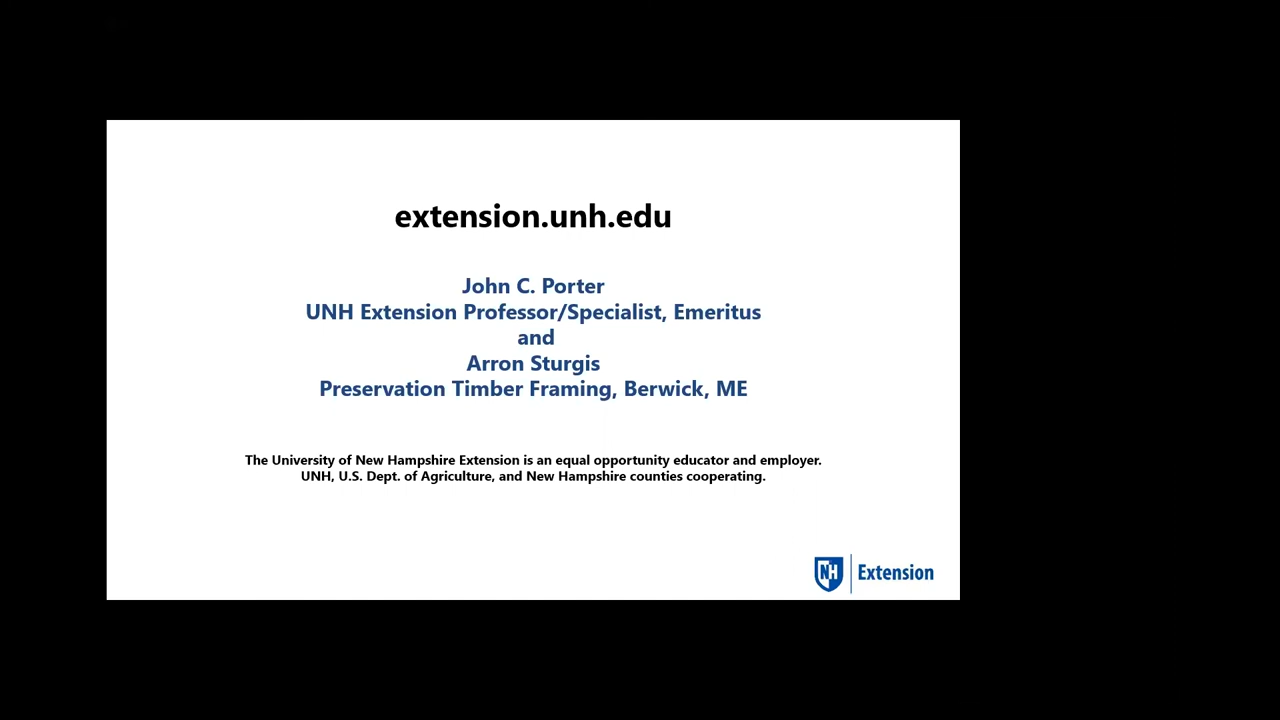 extension.unh.edu
John C. Porter
UNH Extension Professor/Specialist, Emeritus
and
Arron Sturgis
Preservation Timber Framing, Berwick, ME
The University of New Hampshire Extension is an equal opportunity educator and employer.
UNH, U.S. Dept. of Agriculture, and New Hampshire counties cooperating.
NH Extension